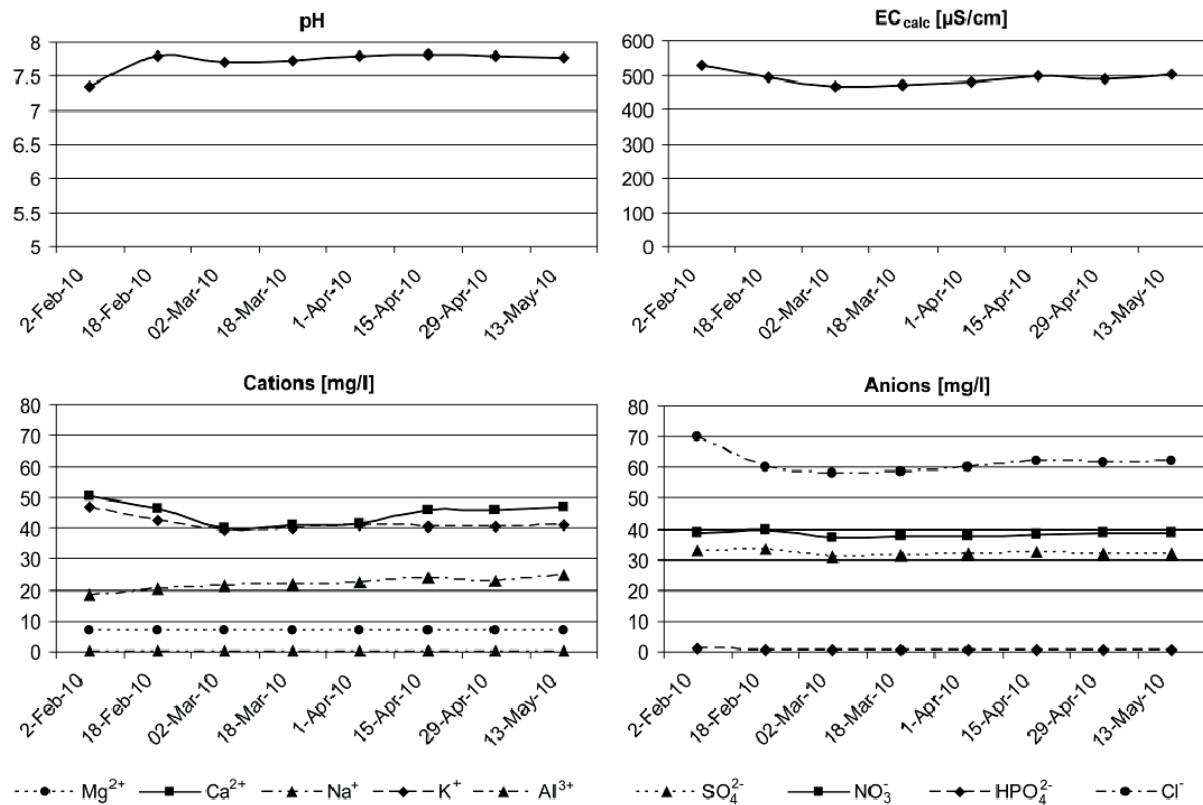 pH
8
7.5
7
6.5
6
5.5
5
2-Feb-10
18-Feb-10
02-Mar-10
18-Mar-10
1-Apr-10
15-Apr-10
29-Apr-10
13-May-10
ECcalc [µS/cm]
600
500
400
300
200
100
0
2-Feb-10
18-Feb-10
02-Mar-10
18-Mar-10
1-Apr-10
15-Apr-10
29-Apr-10
13-May-10
Cations [mg/l]
80
70
60
50
40
30
20
10
0
2-Feb-10
18-Feb-10
02-Mar-10
18-Mar-10
1-Apr-10
15-Apr-10
29-Apr-10
13-May-10
Anions [mg/l]
80
70
60
50
40
30
20
10
0
2-Feb-10
18-Feb-10
02-Mar-10
18-Mar-10
1-Apr-10
15-Apr-10
29-Apr-10
13-May-10
Mg²⁺ Ca²⁺ Na⁺ K⁺ Al³⁺
SO₄²⁻ NO₃⁻ HPO₄²⁻ Cl⁻